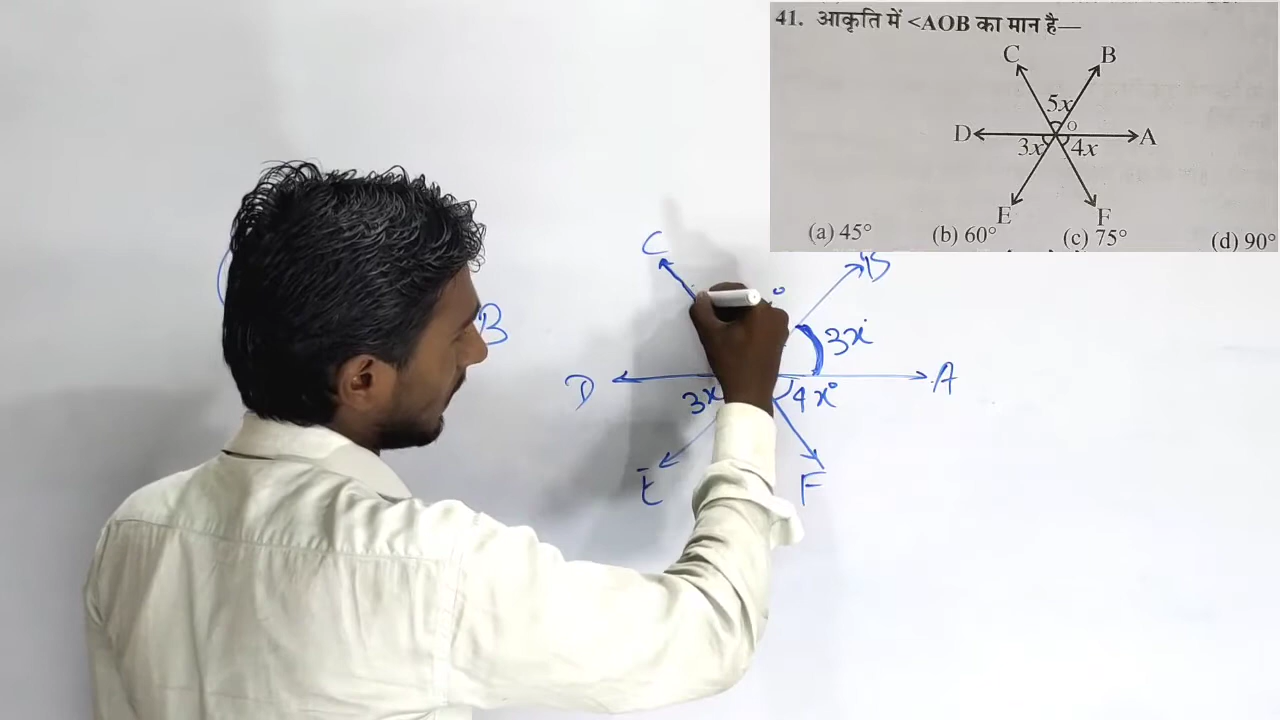 41. आकृति में <AOB का मान है—
C B
5x
O
D A
3x 4x
E F
(a) 45° (b) 60° (c) 75° (d) 90°
C B
°
B 3x°
D A
3x 4x°
E F